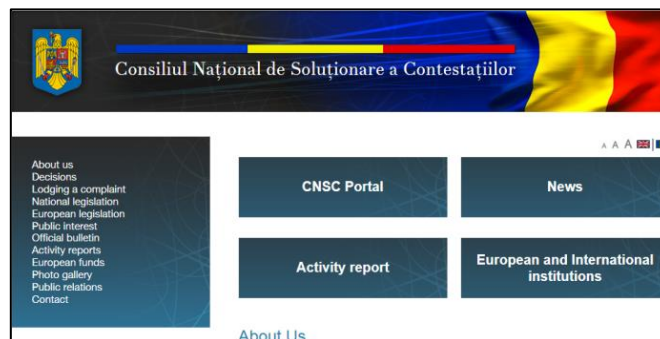 Consiliul Național de Soluționare a Contestațiilor
A A A
About us
Decisions
Lodging a complaint
National legislation
European legislation
Public interest
Official bulletin
Activity reports
European funds
Photo gallery
Public relations
Contact
CNSC Portal
News
Activity report
European and International
institutions
About Us